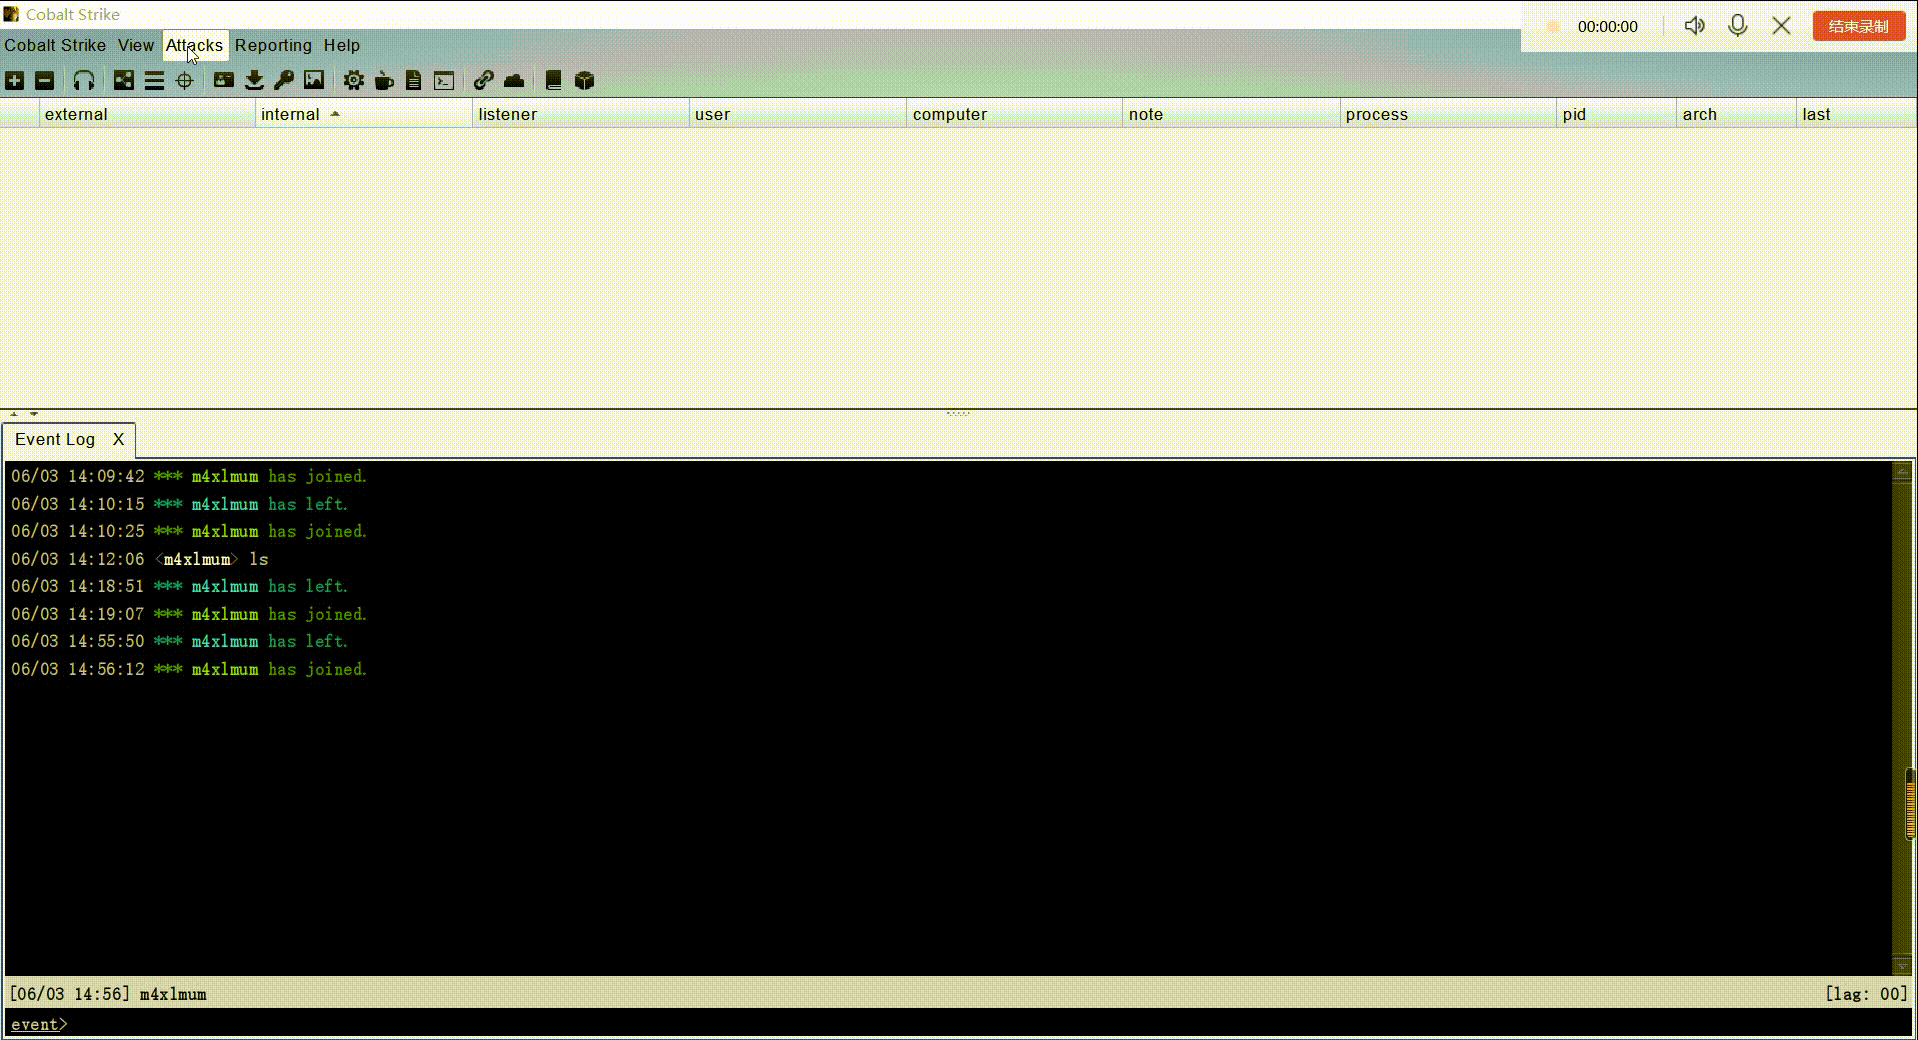 Cobalt Strike
00:00:00 结束录制
Cobalt Strike View Attacks Reporting Help
external internal listener user computer note process pid arch last
Event Log X
06/03 14:09:42 *** m4xlmum has joined.
06/03 14:10:15 *** m4xlmum has left.
06/03 14:10:25 *** m4xlmum has joined.
06/03 14:12:06 <m4xlmum> ls
06/03 14:18:51 *** m4xlmum has left.
06/03 14:19:07 *** m4xlmum has joined.
06/03 14:55:50 *** m4xlmum has left.
06/03 14:56:12 *** m4xlmum has joined.
[06/03 14:56] m4xlmum [lag: 00]
event>